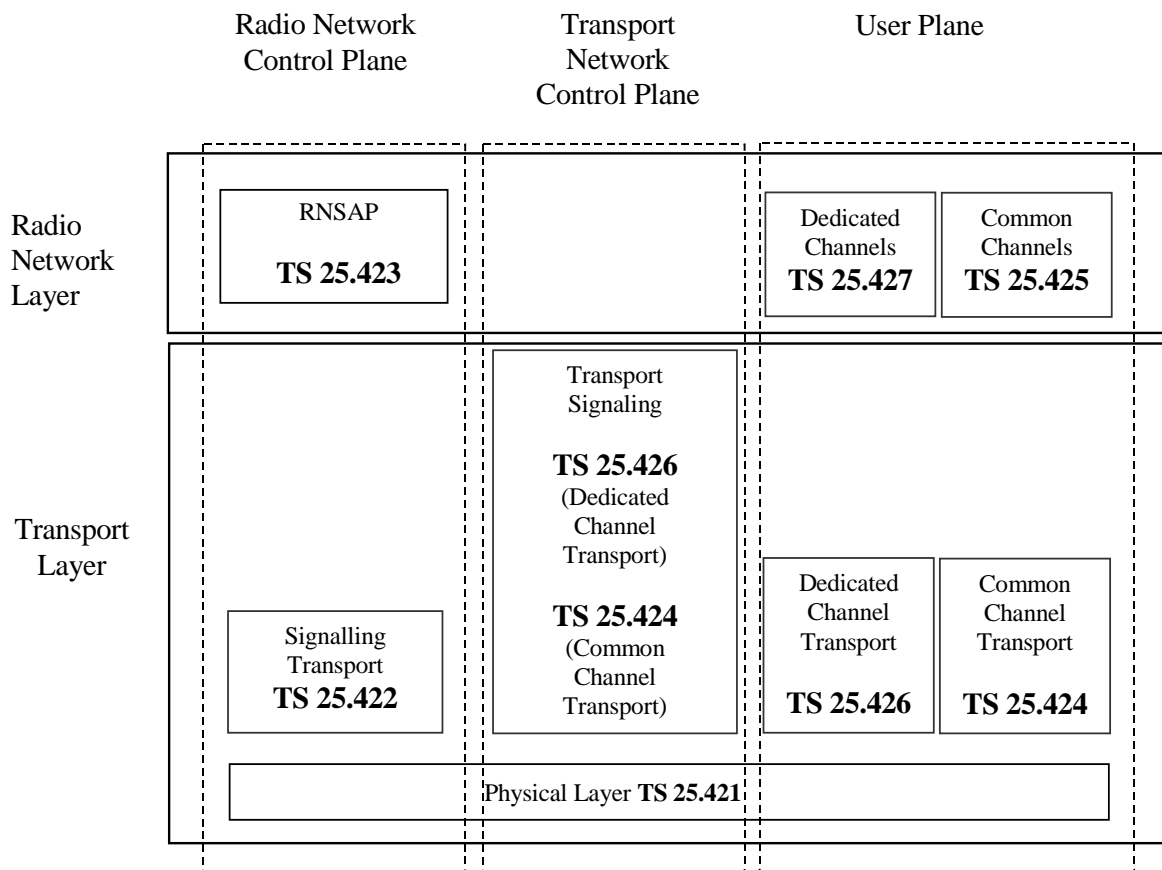 Radio Network
Control Plane
Transport
Network
Control Plane
User Plane
Radio
Network
Layer
RNSAP
TS 25.423
Dedicated
Channels
TS 25.427
Common
Channels
TS 25.425
Transport
Layer
Signalling
Transport
TS 25.422
Transport
Signaling
TS 25.426
(Dedicated
Channel
Transport)
TS 25.424
(Common
Channel
Transport)
Dedicated
Channel
Transport
TS 25.426
Common
Channel
Transport
TS 25.424
Physical Layer TS 25.421